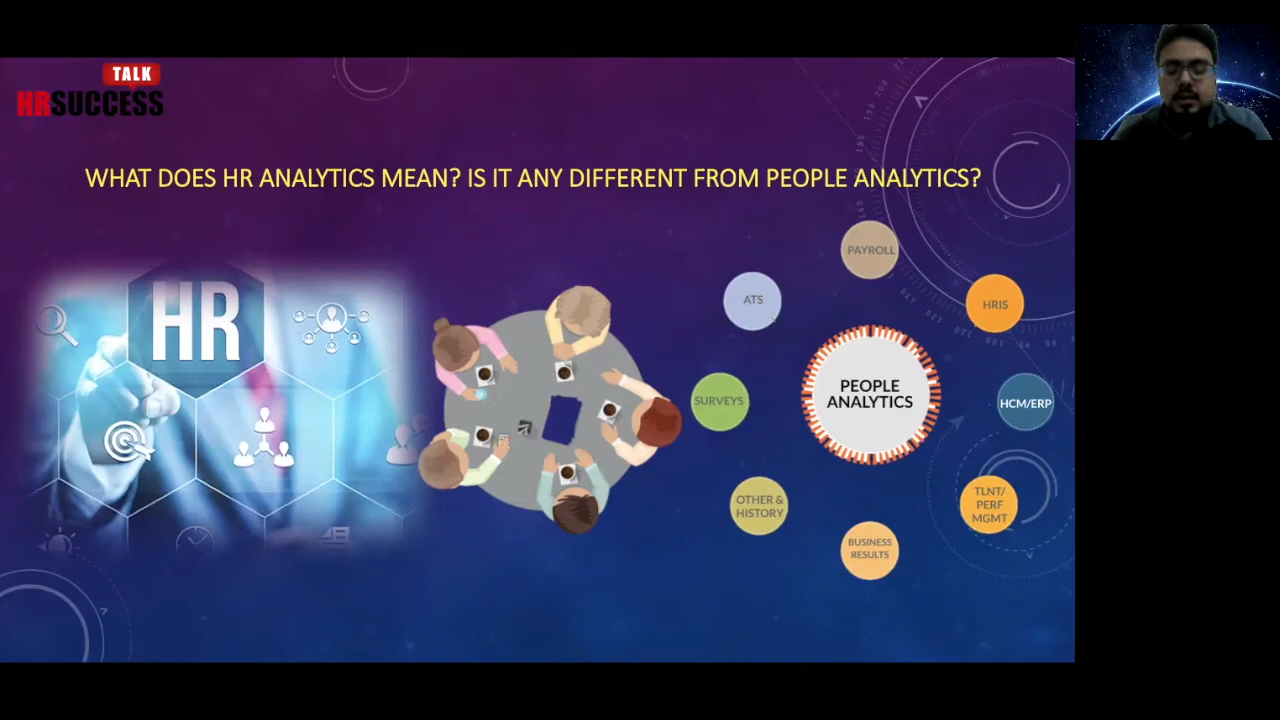 TALK
HRSUCCESS
WHAT DOES HR ANALYTICS MEAN? IS IT ANY DIFFERENT FROM PEOPLE ANALYTICS?
HR
PAYROLL
ATS
HRIS
PEOPLE
ANALYTICS
SURVEYS
HCM/ERP
OTHER &
HISTORY
TLNT/
PERF
MGMT
BUSINESS
RESULTS